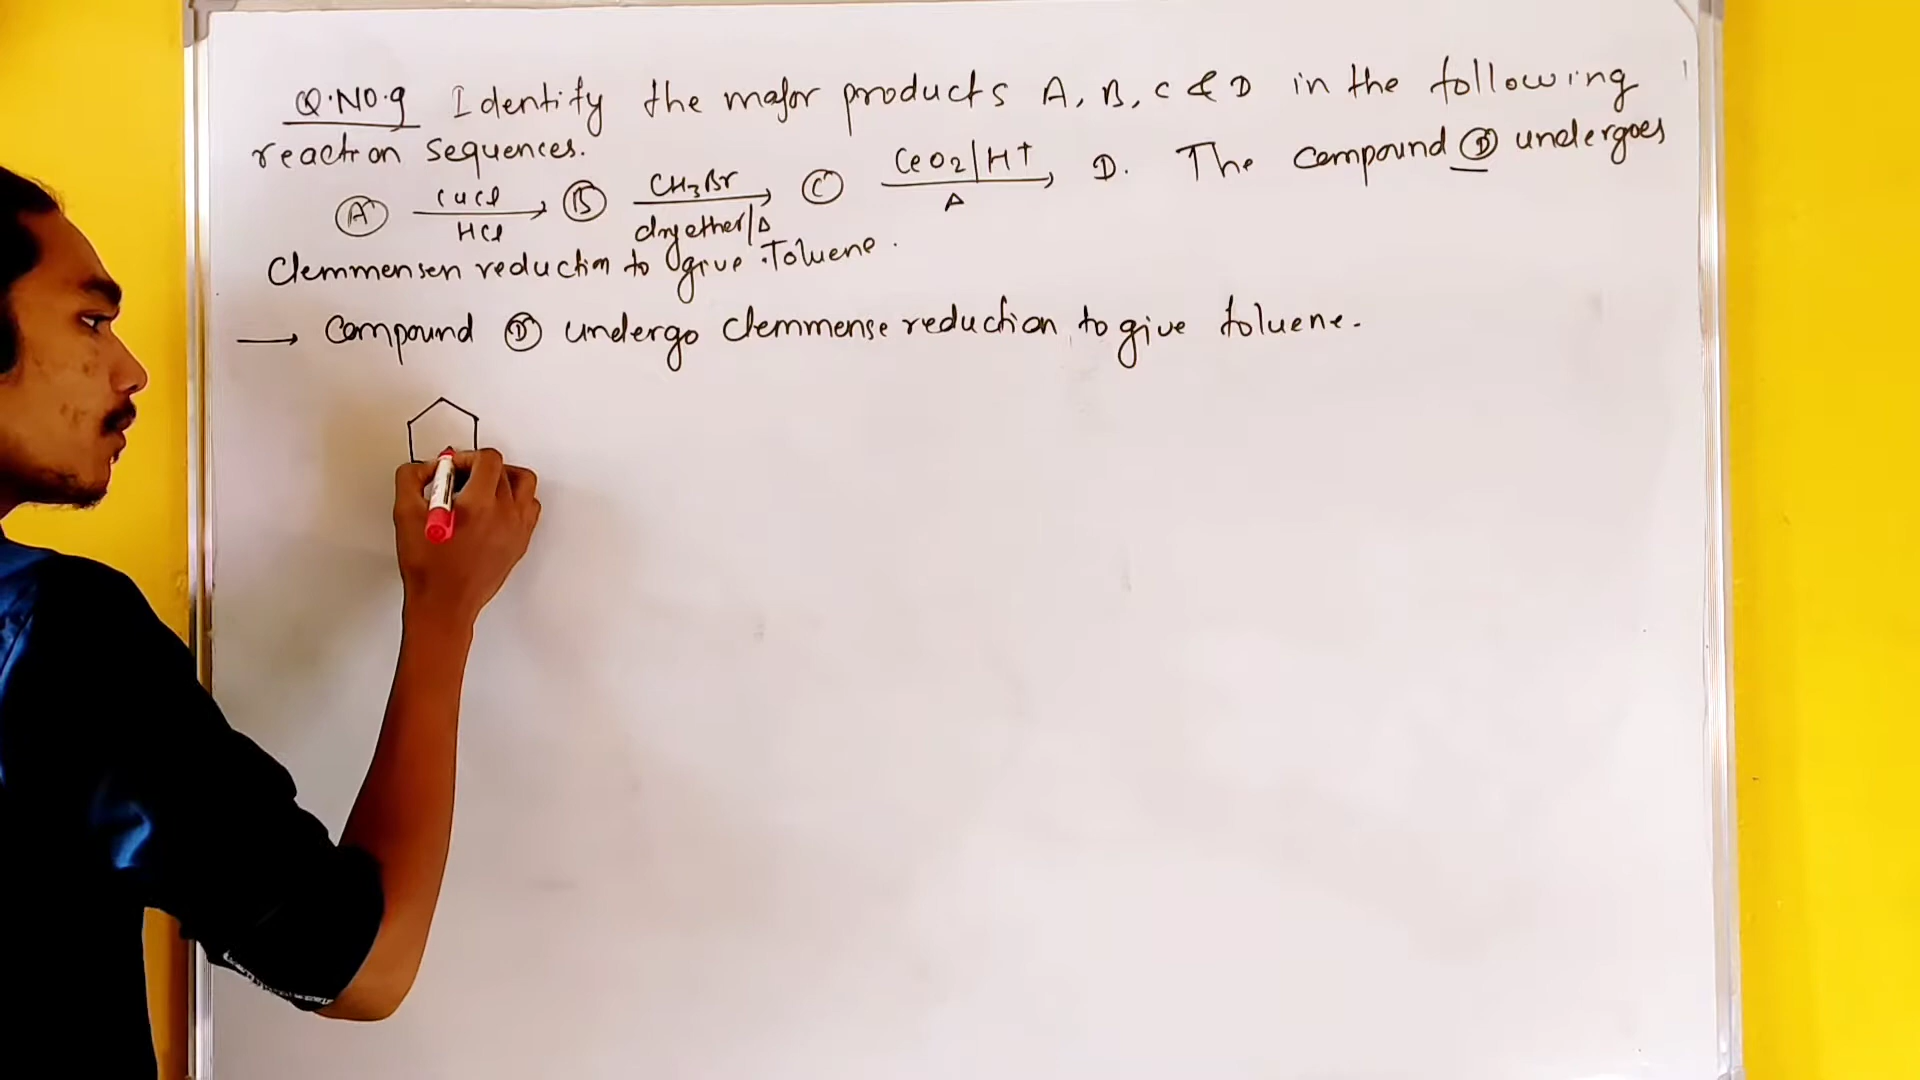 Q.NO.9 Identify the major products A, B, C & D in the following
reaction sequences.
A CuCl / HCl → B CH3Br / dry ether/Δ → C CeO2/H+ / Δ → D. The compound D undergoes
Clemmensen reduction to give Toluene.
→ Compound D undergo clemmense reduction to give toluene.